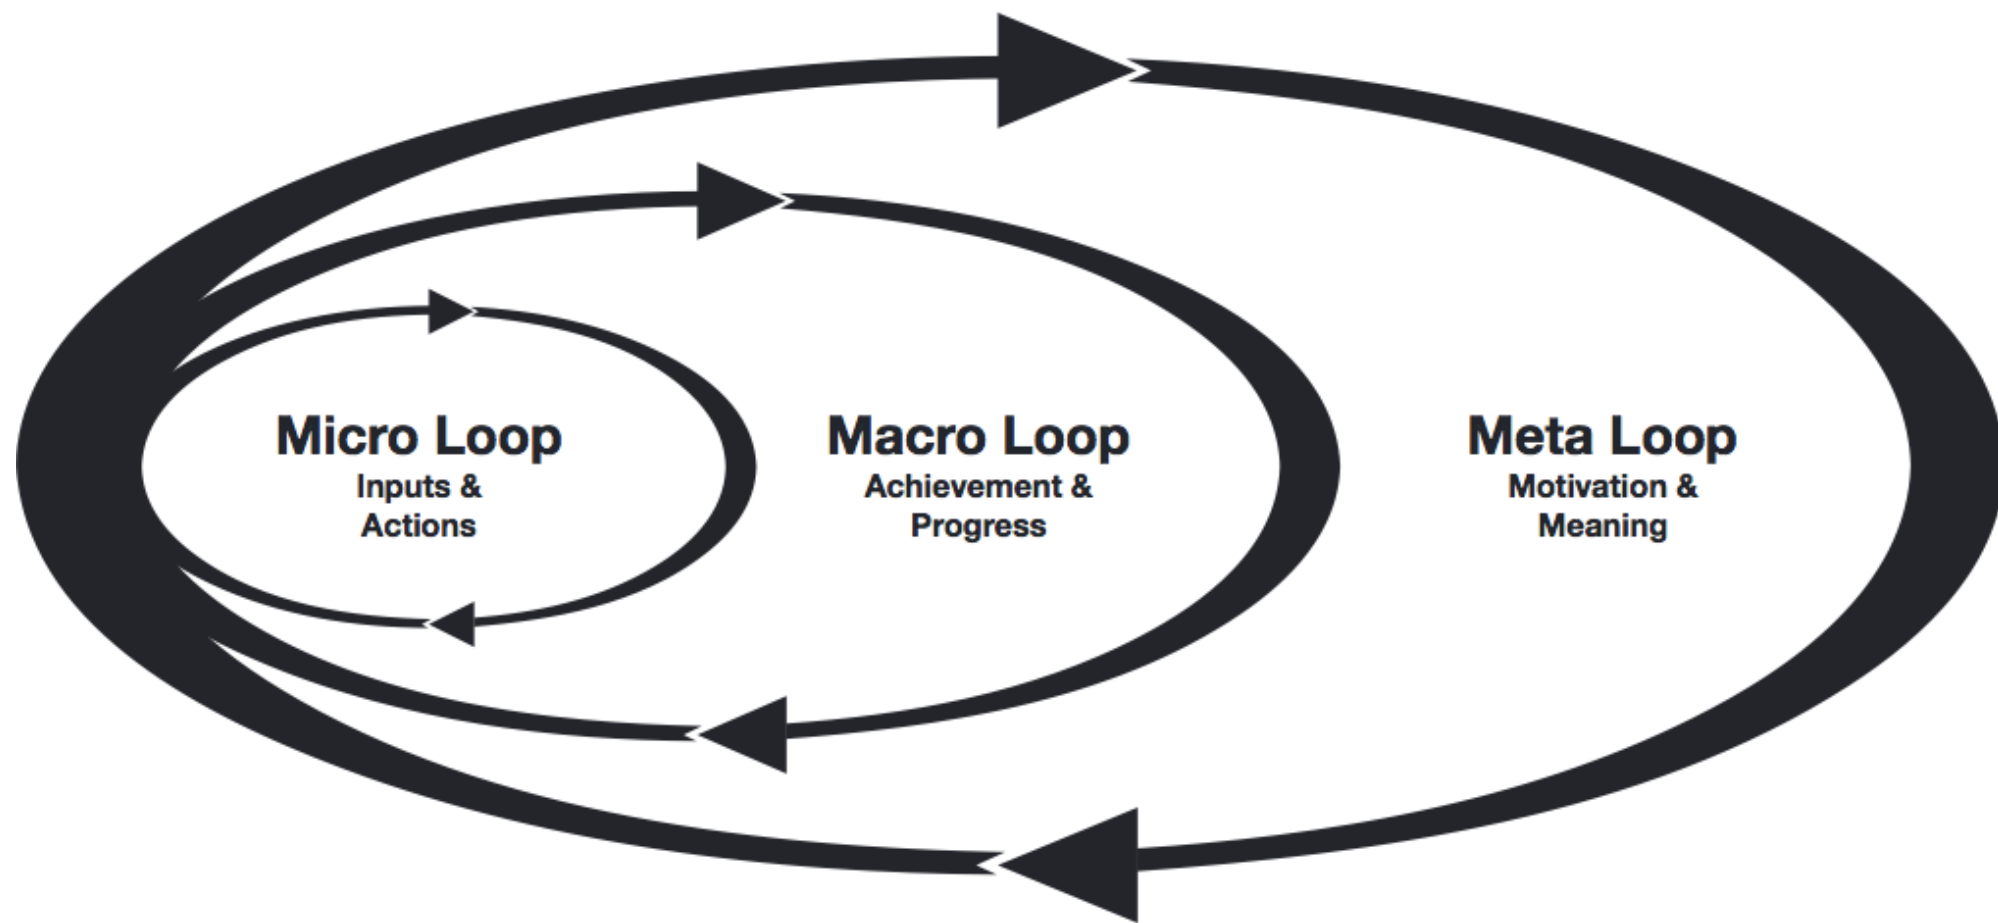 Micro Loop
Inputs &
Actions
Macro Loop
Achievement &
Progress
Meta Loop
Motivation &
Meaning